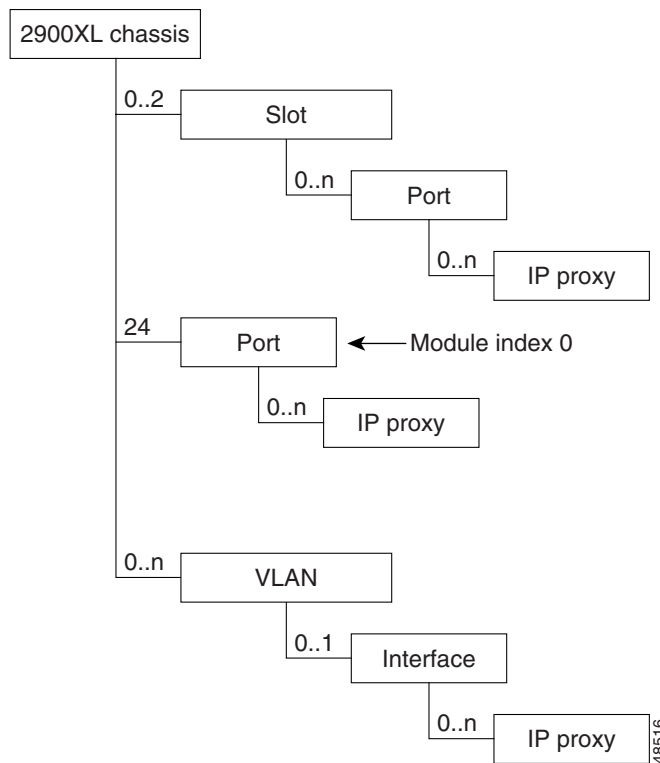 2900XL chassis
0..2
Slot
0..n
Port
0..n
IP proxy
24
Port
Module index 0
0..n
IP proxy
0..n
VLAN
0..1
Interface
0..n
IP proxy
48516